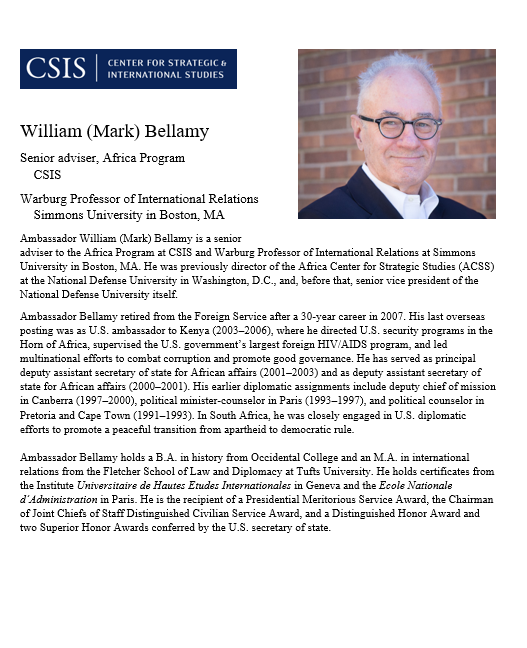 CSIS | CENTER FOR STRATEGIC &
INTERNATIONAL STUDIES
William (Mark) Bellamy
Senior adviser, Africa Program
CSIS
Warburg Professor of International Relations
Simmons University in Boston, MA
Ambassador William (Mark) Bellamy is a senior
adviser to the Africa Program at CSIS and Warburg Professor of International Relations at Simmons
University in Boston, MA. He was previously director of the Africa Center for Strategic Studies (ACSS)
at the National Defense University in Washington, D.C., and, before that, senior vice president of the
National Defense University itself.
Ambassador Bellamy retired from the Foreign Service after a 30-year career in 2007. His last overseas
posting was as U.S. ambassador to Kenya (2003–2006), where he directed U.S. security programs in the
Horn of Africa, supervised the U.S. government’s largest foreign HIV/AIDS program, and led
multinational efforts to combat corruption and promote good governance. He has served as principal
deputy assistant secretary of state for African affairs (2001–2003) and as deputy assistant secretary of
state for African affairs (2000–2001). His earlier diplomatic assignments include deputy chief of mission
in Canberra (1997–2000), political minister-counselor in Paris (1993–1997), and political counselor in
Pretoria and Cape Town (1991–1993). In South Africa, he was closely engaged in U.S. diplomatic
efforts to promote a peaceful transition from apartheid to democratic rule.
Ambassador Bellamy holds a B.A. in history from Occidental College and an M.A. in international
relations from the Fletcher School of Law and Diplomacy at Tufts University. He holds certificates from
the Institute Universitaire de Hautes Etudes Internationales in Geneva and the Ecole Nationale
d’Administration in Paris. He is the recipient of a Presidential Meritorious Service Award, the Chairman
of Joint Chiefs of Staff Distinguished Civilian Service Award, and a Distinguished Honor Award and
two Superior Honor Awards conferred by the U.S. secretary of state.